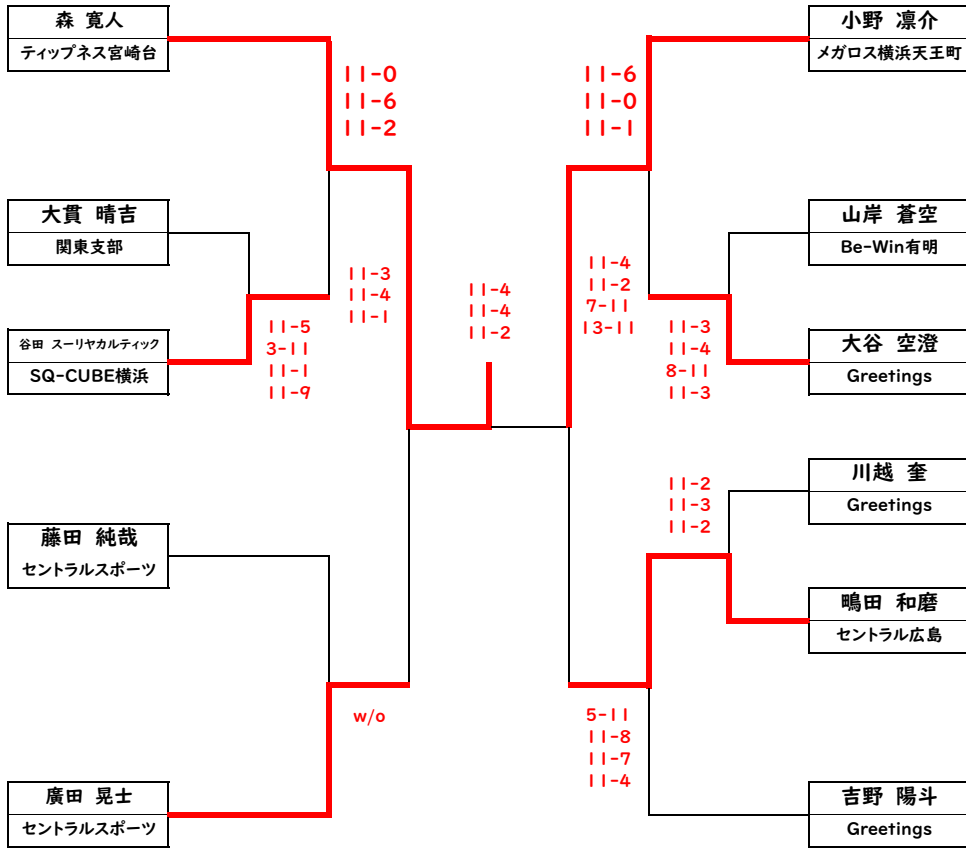 森 寛人
ティップネス宮崎台
小野 凛介
メガロス横浜天王町
11-0
11-6
11-2
11-6
11-0
11-1
大貫 晴吉
関東支部
山岸 蒼空
Be-Win有明
11-3
11-4
11-1
11-4
11-4
11-2
11-4
11-2
7-11
13-11
谷田 スーリヤカルティック
SQ-CUBE横浜
11-5
3-11
11-1
11-9
11-3
11-4
8-11
11-3
大谷 空澄
Greetings
川越 奎
Greetings
11-2
11-3
11-2
藤田 純哉
セントラルスポーツ
鴫田 和磨
セントラル広島
w/o
5-11
11-8
11-7
11-4
廣田 晃士
セントラルスポーツ
吉野 陽斗
Greetings